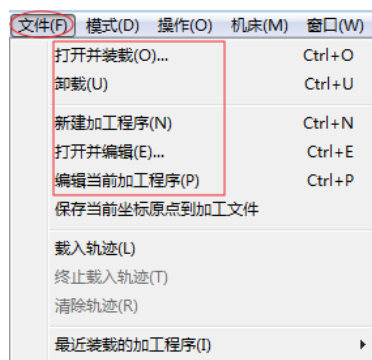 文件(F) 模式(D) 操作(O) 机床(M) 窗口(W)
打开并装载(O)... Ctrl+O
卸载(U) Ctrl+U
新建加工程序(N) Ctrl+N
打开并编辑(E)... Ctrl+E
编辑当前加工程序(P) Ctrl+P
保存当前坐标原点到加工文件
载入轨迹(L)
终止载入轨迹(T)
清除轨迹(R)
最近装载的加工程序(I)